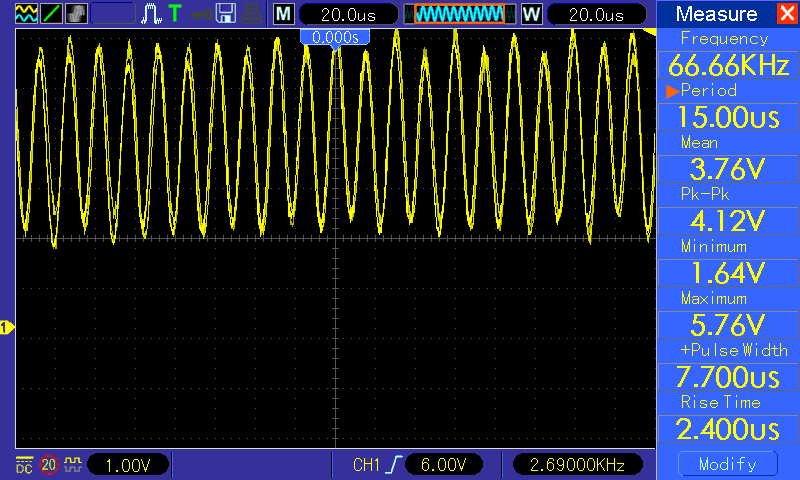 T M 20.0us W 20.0us
0.000s
Measure
Frequency
66.66KHz
Period
15.00us
Mean
3.76V
Pk-Pk
4.12V
Minimum
1.64V
Maximum
5.76V
+Pulse Width
7.700us
Rise Time
2.400us
Modify
1
DC 20 1.00V CH1 6.00V 2.69000KHz